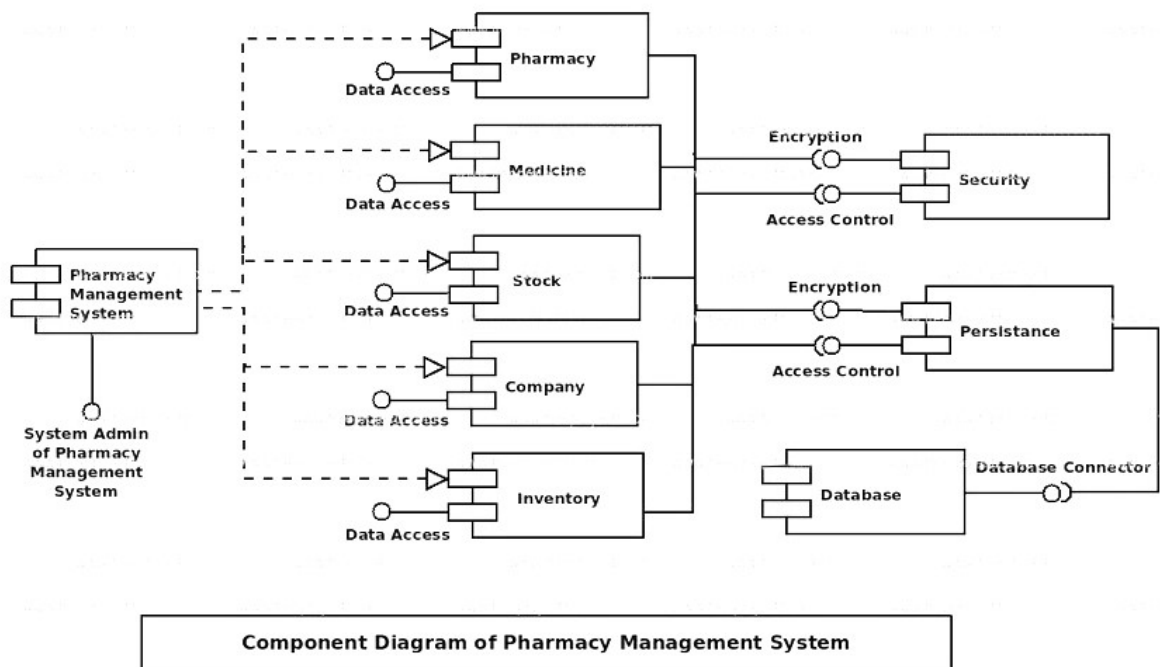 Pharmacy
Data Access
Medicine
Data Access
Encryption
Security
Access Control
Pharmacy
Management
System
Stock
Data Access
Encryption
Persistance
Access Control
Company
Data Access
System Admin
of Pharmacy
Management
System
Inventory
Data Access
Database Connector
Database
Component Diagram of Pharmacy Management System